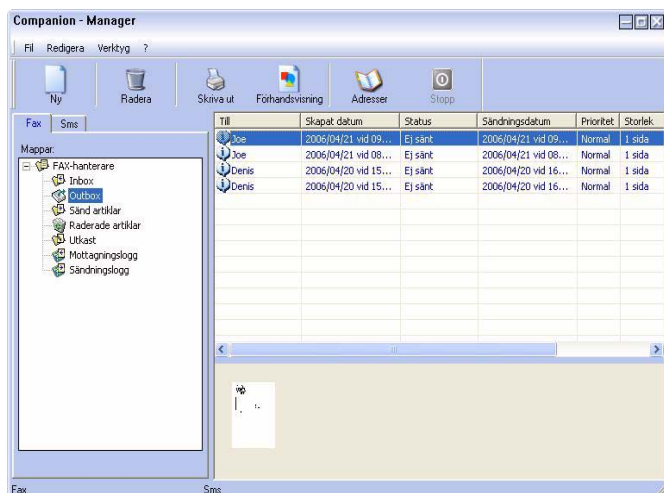 Companion - Manager
Fil Redigera Verktyg ?
Ny Radera Skriva ut Förhandsvisning Adresser Stopp
Fax Sms
Mappar:
FAX-hanterare
Inbox
Outbox
Sänd artiklar
Raderade artiklar
Utkast
Mottagningslogg
Sändningslogg
Till Skapat datum Status Sändningsdatum Prioritet Storlek
Joe 2006/04/21 vid 09... Ej sänt 2006/04/21 vid 09... Normal 1 sida
Joe 2006/04/21 vid 08... Ej sänt 2006/04/21 vid 08... Normal 1 sida
Denis 2006/04/20 vid 15... Ej sänt 2006/04/20 vid 16... Normal 1 sida
Denis 2006/04/20 vid 15... Ej sänt 2006/04/20 vid 16... Normal 1 sida
Fax Sms